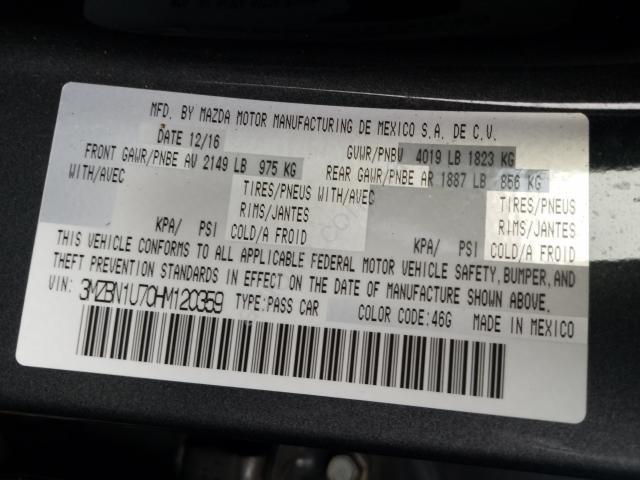 MFD. BY MAZDA MOTOR MANUFACTURING DE MEXICO S.A. DE C.V.
DATE 12/16 GVWR/PNBV 4019 LB 1823 KG
FRONT GAWR/PNBE AV 2149 LB 975 KG REAR GAWR/PNBE AR 1887 LB 856 KG
WITH/AVEC TIRES/PNEUS WITH/AVEC TIRES/PNEUS
RIMS/JANTES RIMS/JANTES
KPA/ PSI COLD/A FROID KPA/ PSI COLD/A FROID
THIS VEHICLE CONFORMS TO ALL APPLICABLE FEDERAL MOTOR VEHICLE SAFETY, BUMPER, AND
THEFT PREVENTION STANDARDS IN EFFECT ON THE DATE OF MANUFACTURE SHOWN ABOVE.
VIN: 3MZBN1U70HM120359 TYPE: PASS CAR COLOR CODE: 46G MADE IN MEXICO